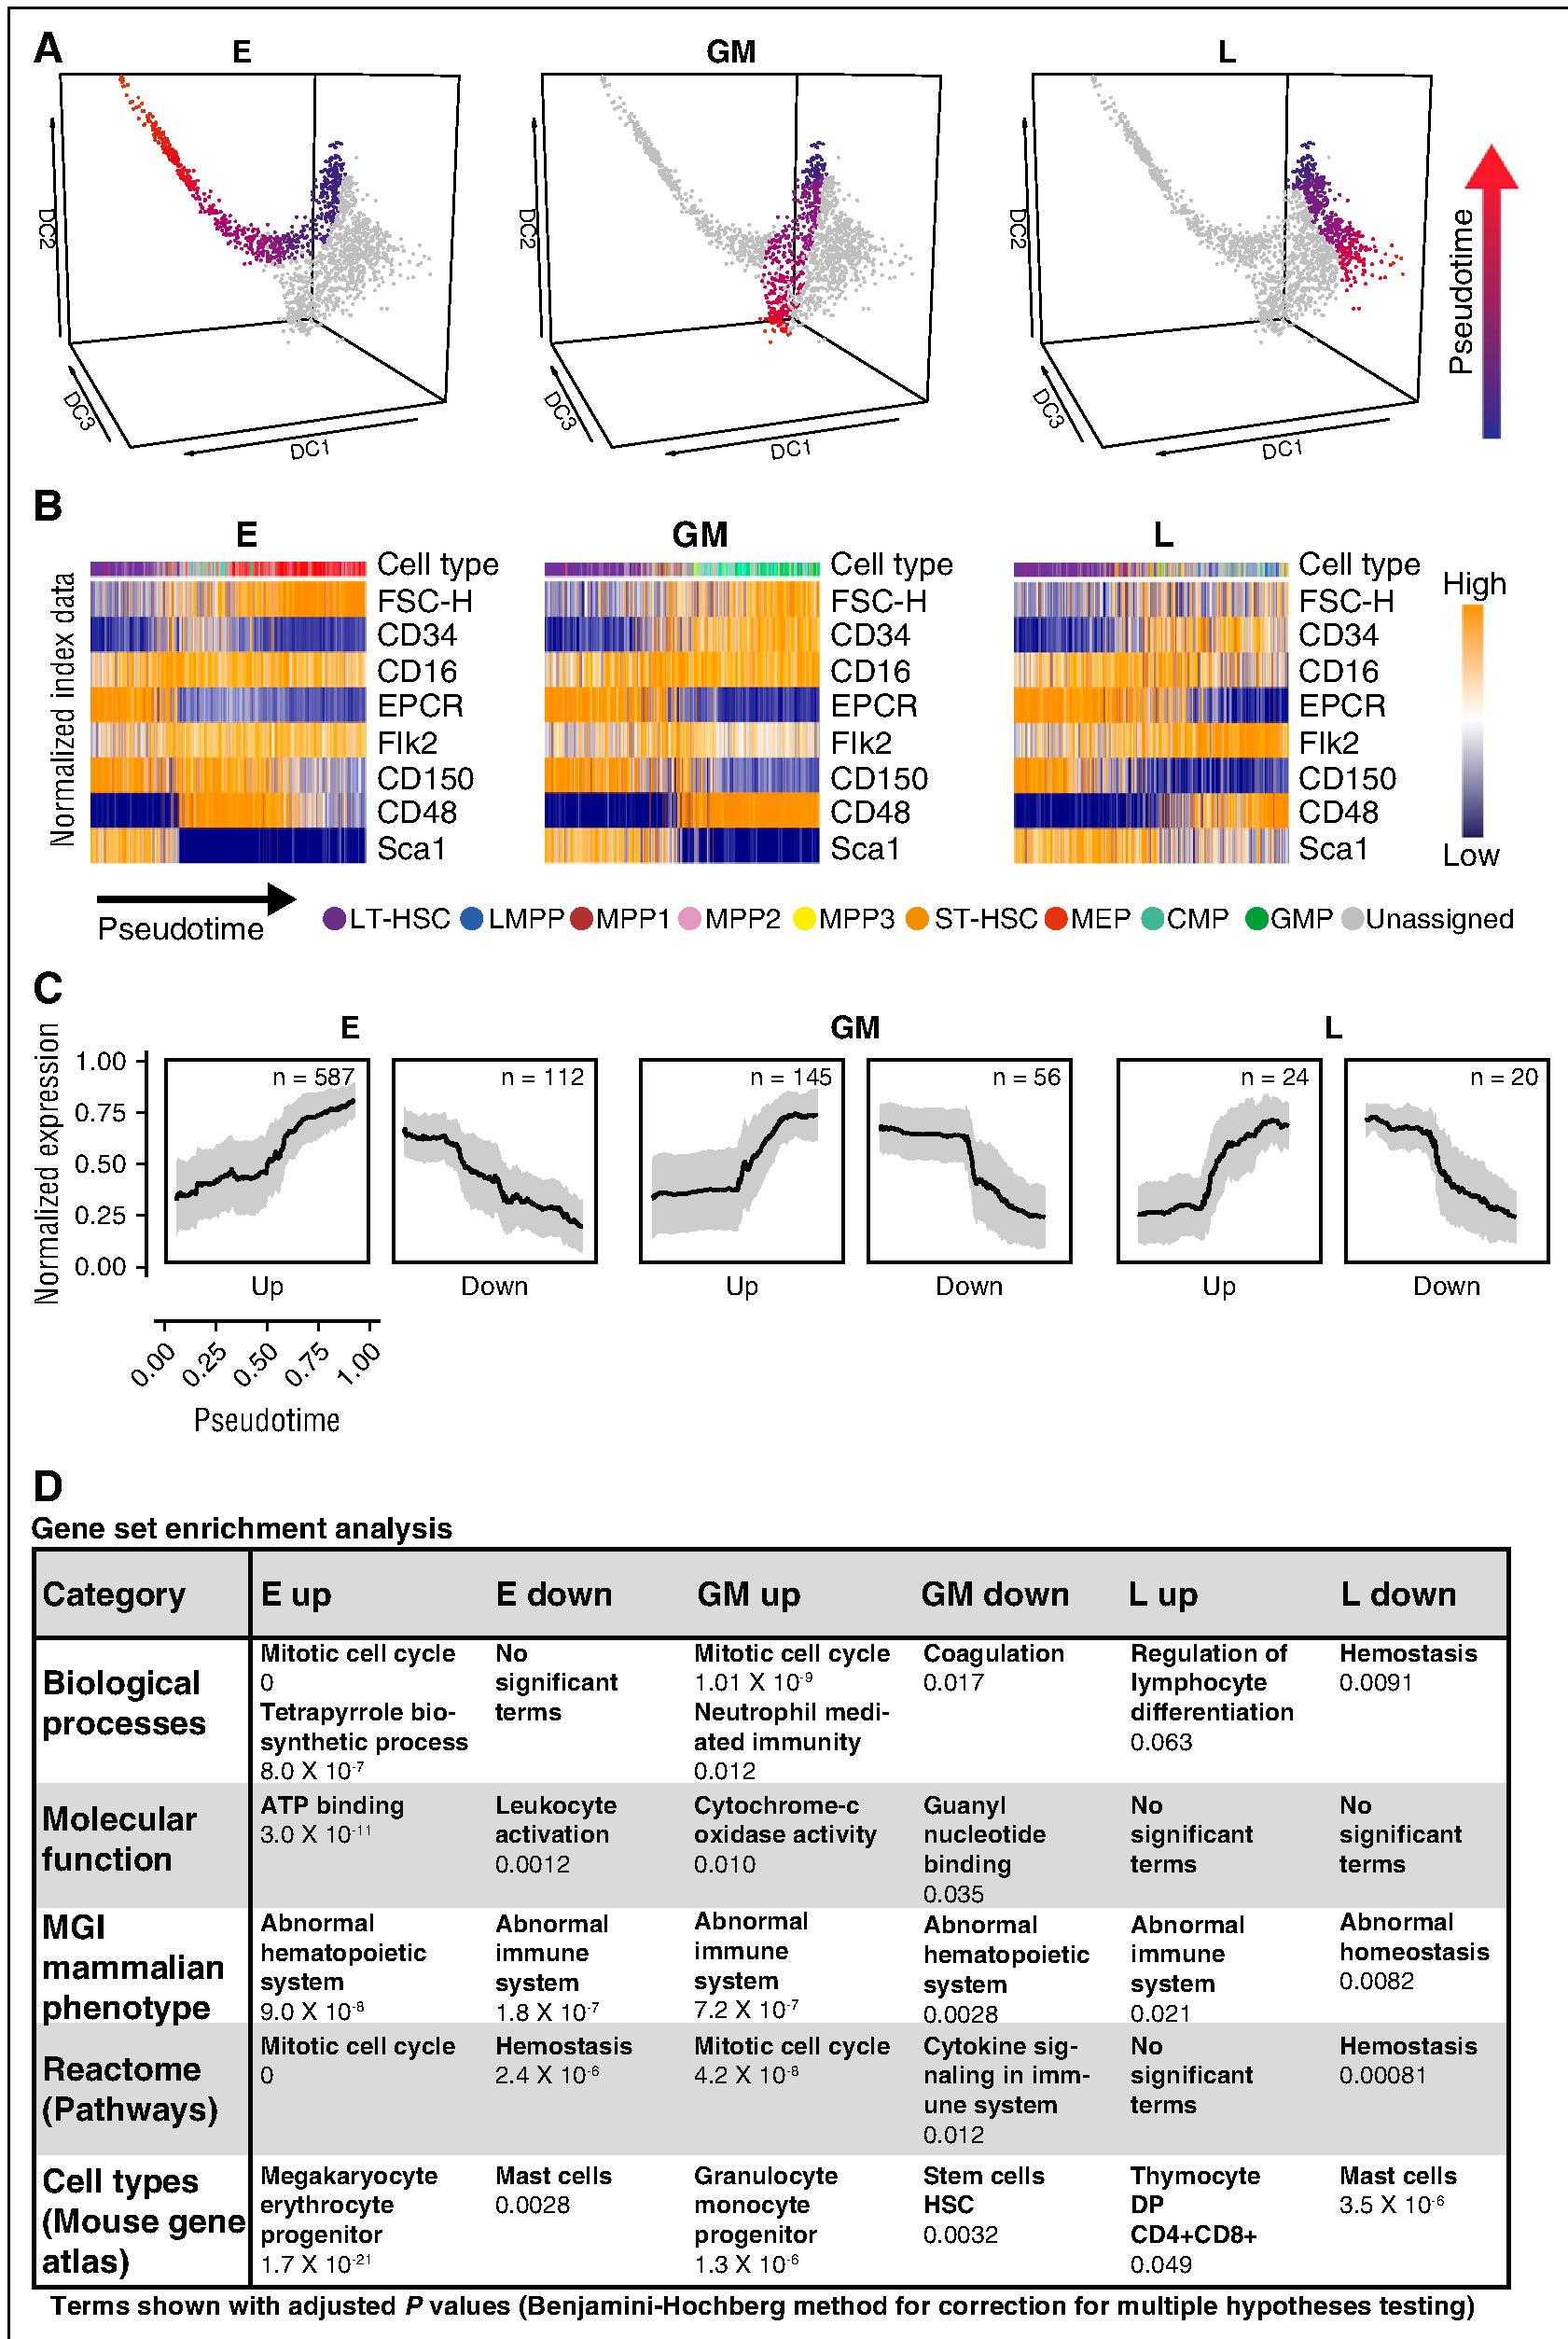 A
E
GM
L
DC2
DC3
DC1
DC2
DC3
DC1
DC2
DC3
DC1
Pseudotime
B
E
GM
L
Normalized index data
Cell type
FSC-H
CD34
CD16
EPCR
Flk2
CD150
CD48
Sca1
Cell type
FSC-H
CD34
CD16
EPCR
Flk2
CD150
CD48
Sca1
Cell type
FSC-H
CD34
CD16
EPCR
Flk2
CD150
CD48
Sca1
High
Low
Pseudotime
LT-HSC LMPP MPP1 MPP2 MPP3 ST-HSC MEP CMP GMP Unassigned
C
E
GM
L
Normalized expression
1.00
0.75
0.50
0.25
0.00
n = 587
n = 112
n = 145
n = 56
n = 24
n = 20
Up
Down
Up
Down
Up
Down
0.00 0.25 0.50 0.75 1.00
Pseudotime
D
Gene set enrichment analysis
Category
E up
E down
GM up
GM down
L up
L down
Biological
processes
Mitotic cell cycle
0
Tetrapyrrole bio-
synthetic process
8.0 X 10-7
No
significant
terms
Mitotic cell cycle
1.01 X 10-9
Neutrophil medi-
ated immunity
0.012
Coagulation
0.017
Regulation of
lymphocyte
differentiation
0.063
Hemostasis
0.0091
Molecular
function
ATP binding
3.0 X 10-11
Leukocyte
activation
0.0012
Cytochrome-c
oxidase activity
0.010
Guanyl
nucleotide
binding
0.035
No
significant
terms
No
significant
terms
MGI
mammalian
phenotype
Abnormal
hematopoietic
system
9.0 X 10-8
Abnormal
immune
system
1.8 X 10-7
Abnormal
immune
system
7.2 X 10-7
Abnormal
hematopoietic
system
0.0028
Abnormal
immune
system
0.021
Abnormal
homeostasis
0.0082
Reactome
(Pathways)
Mitotic cell cycle
0
Hemostasis
2.4 X 10-6
Mitotic cell cycle
4.2 X 10-8
Cytokine sig-
naling in imm-
une system
0.012
No
significant
terms
Hemostasis
0.00081
Cell types
(Mouse gene
atlas)
Megakaryocyte
erythrocyte
progenitor
1.7 X 10-21
Mast cells
0.0028
Granulocyte
monocyte
progenitor
1.3 X 10-6
Stem cells
HSC
0.0032
Thymocyte
DP
CD4+CD8+
0.049
Mast cells
3.5 X 10-6
Terms shown with adjusted P values (Benjamini-Hochberg method for correction for multiple hypotheses testing)